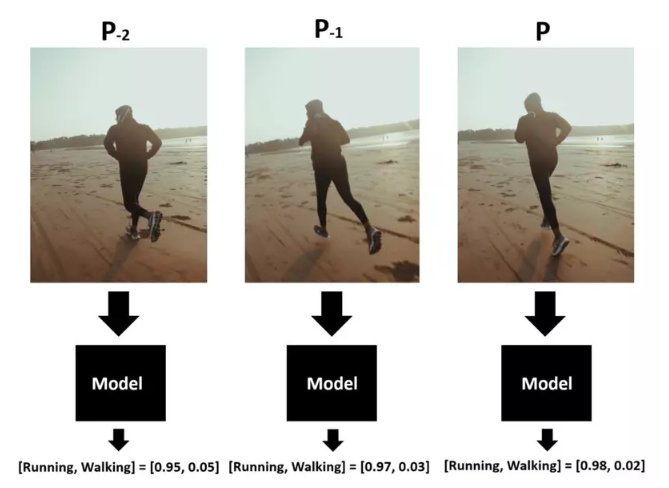 P-2
P-1
P
Model
Model
Model
[Running, Walking] = [0.95, 0.05]
[Running, Walking] = [0.97, 0.03]
[Running, Walking] = [0.98, 0.02]